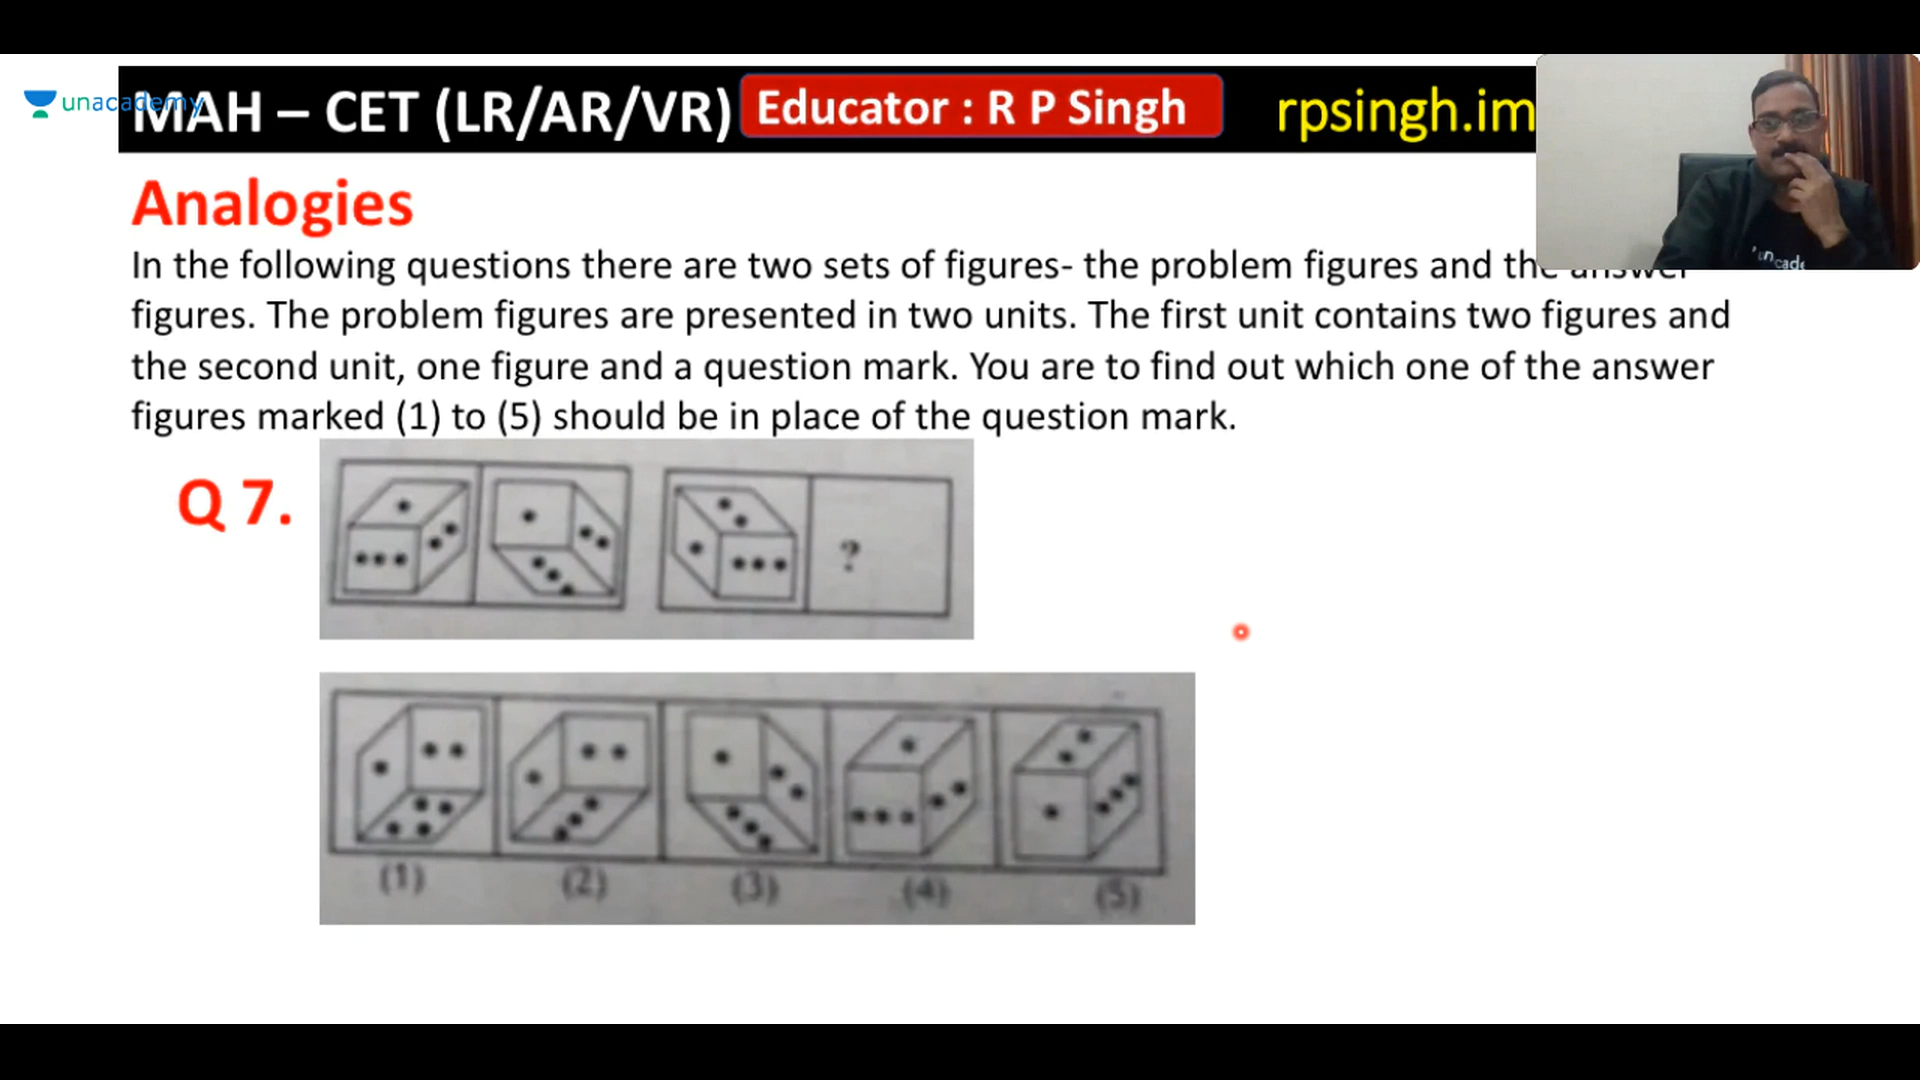 unacademy
MAH – CET (LR/AR/VR) Educator : R P Singh rpsingh.im
Analogies
In the following questions there are two sets of figures- the problem figures and the answer
figures. The problem figures are presented in two units. The first unit contains two figures and
the second unit, one figure and a question mark. You are to find out which one of the answer
figures marked (1) to (5) should be in place of the question mark.
Q 7.
?
(1) (2) (3) (4) (5)